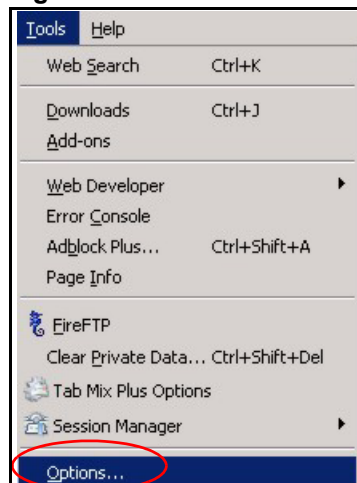 Tools Help
Web Search Ctrl+K
Downloads Ctrl+J
Add-ons
Web Developer
Error Console
Adblock Plus... Ctrl+Shift+A
Page Info
FireFTP
Clear Private Data... Ctrl+Shift+Del
Tab Mix Plus Options
Session Manager
Options...